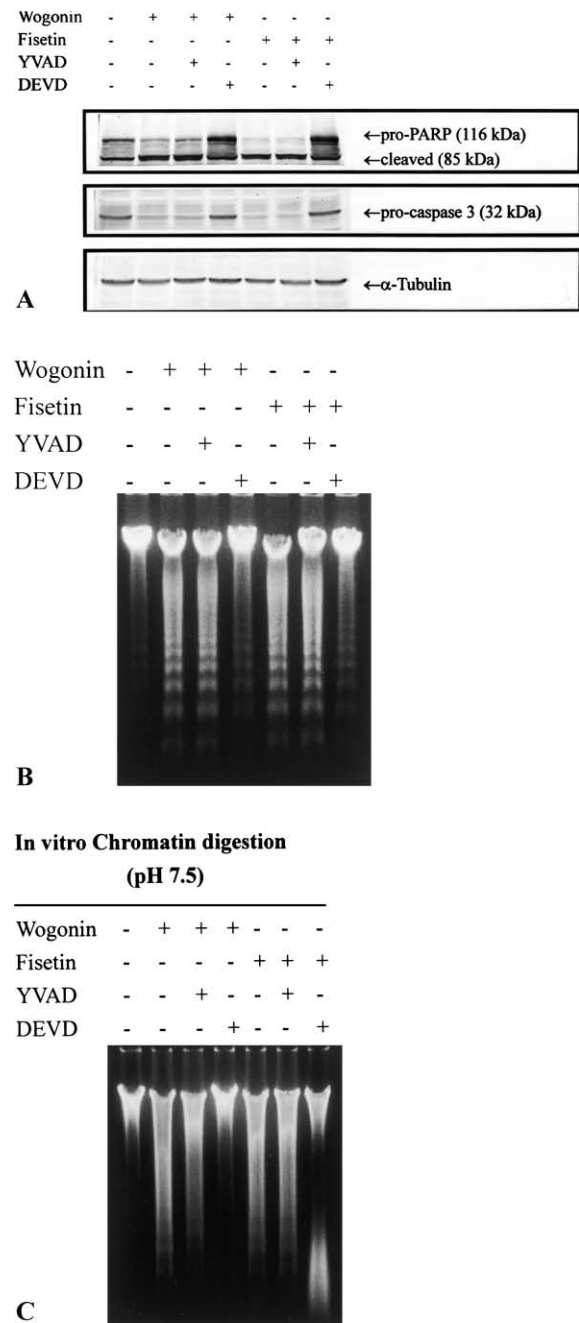 Wogonin - + + + - - -
Fisetin - - - - + + +
YVAD - - + - - + -
DEVD - - - + - - +
←pro-PARP (116 kDa)
←cleaved (85 kDa)
←pro-caspase 3 (32 kDa)
←α-Tubulin
A
Wogonin - + + + - - -
Fisetin - - - - + + +
YVAD - - + - - + -
DEVD - - - + - - +
B
In vitro Chromatin digestion
(pH 7.5)
Wogonin - + + + - - -
Fisetin - - - - + + +
YVAD - - + - - + -
DEVD - - - + - - +
C